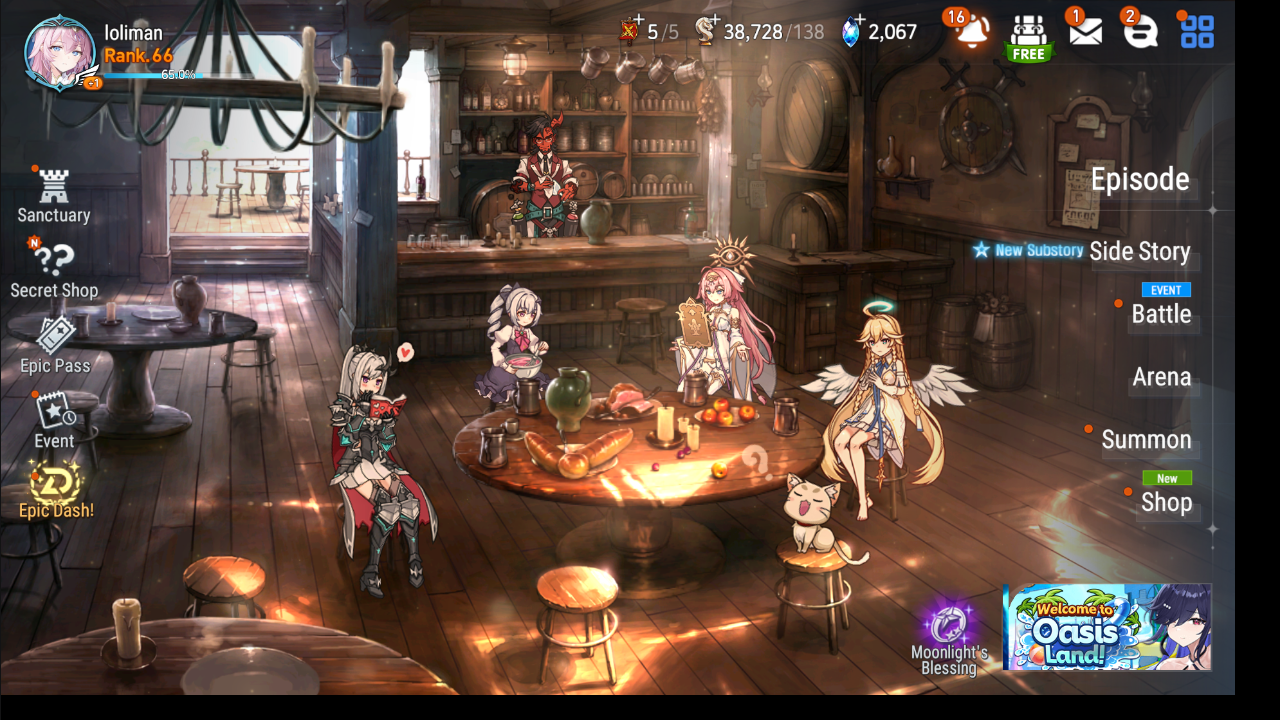 loliman
Rank.66
65.0%
+1
5/5
38,728/138
2,067
16
FREE
1
2
Sanctuary
N
??
Secret Shop
Epic Pass
Event
Epic Dash!
Episode
New Substory
Side Story
EVENT
Battle
Arena
Summon
New
Shop
?
Moonlight's
Blessing
Welcome to
Oasis
Land!